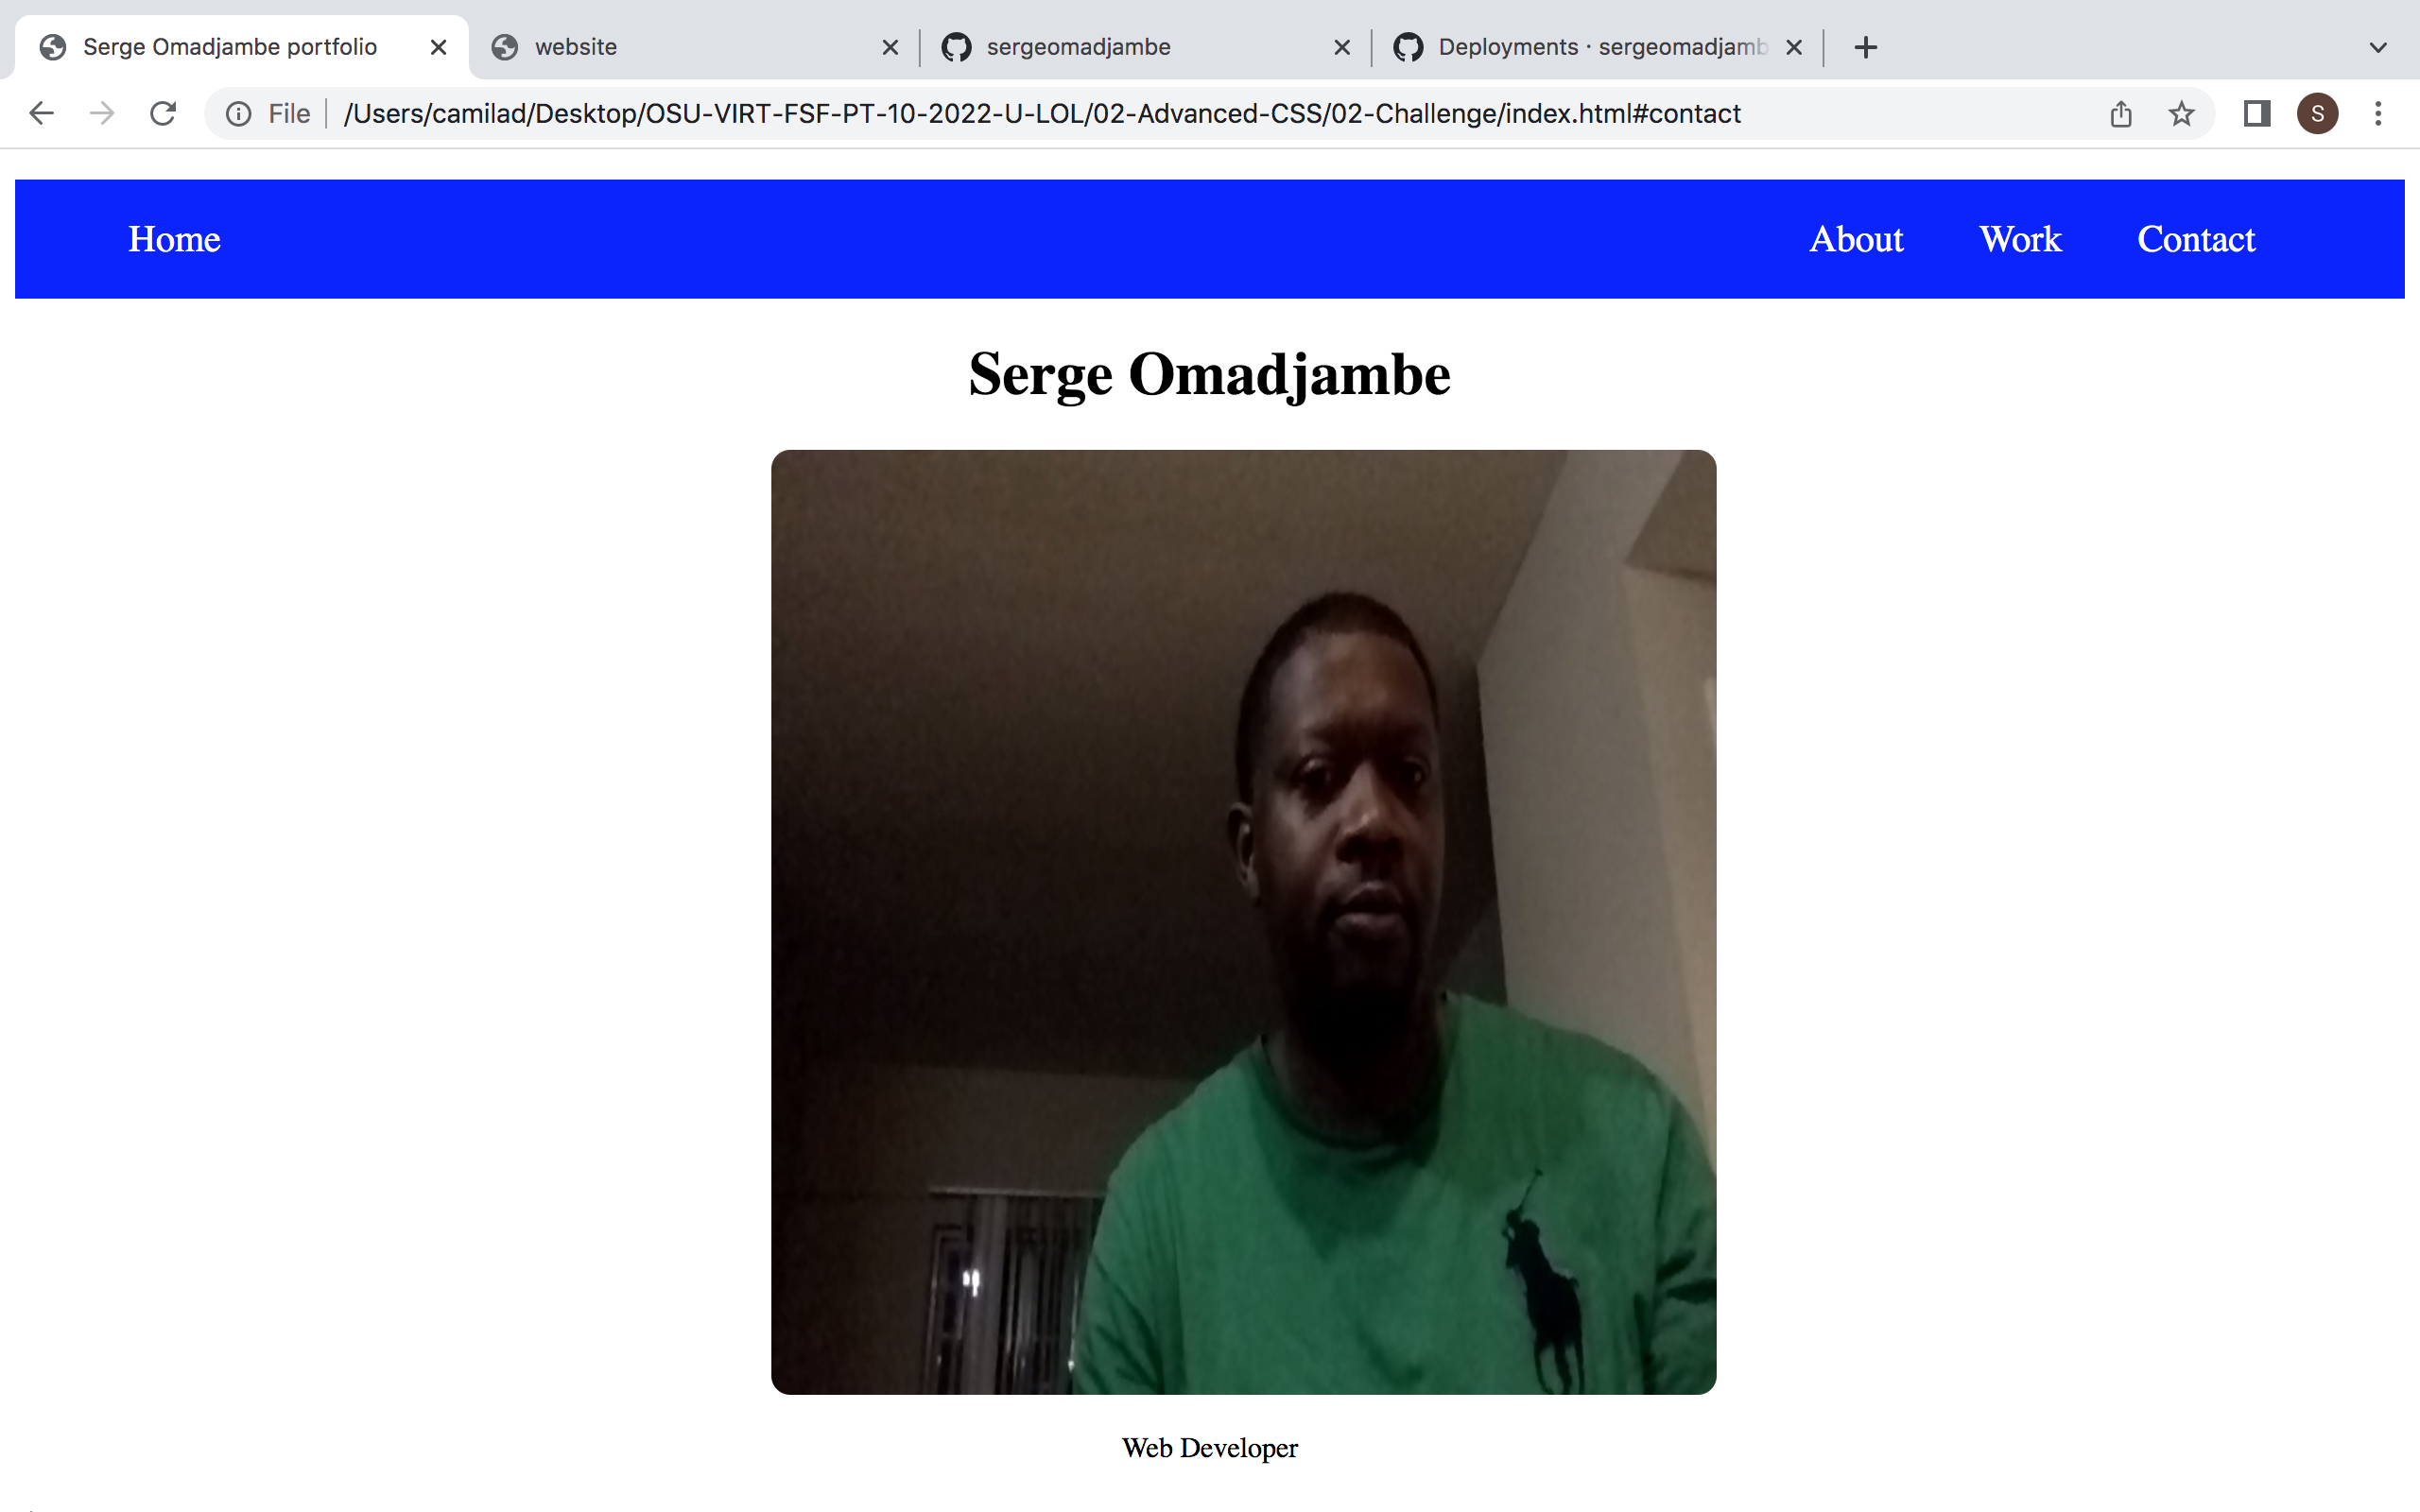 Serge Omadjambe portfolio
website
sergeomadjambe
Deployments · sergeomadjamb
File
/Users/camilad/Desktop/OSU-VIRT-FSF-PT-10-2022-U-LOL/02-Advanced-CSS/02-Challenge/index.html#contact
S
Home
About
Work
Contact
Serge Omadjambe
Web Developer